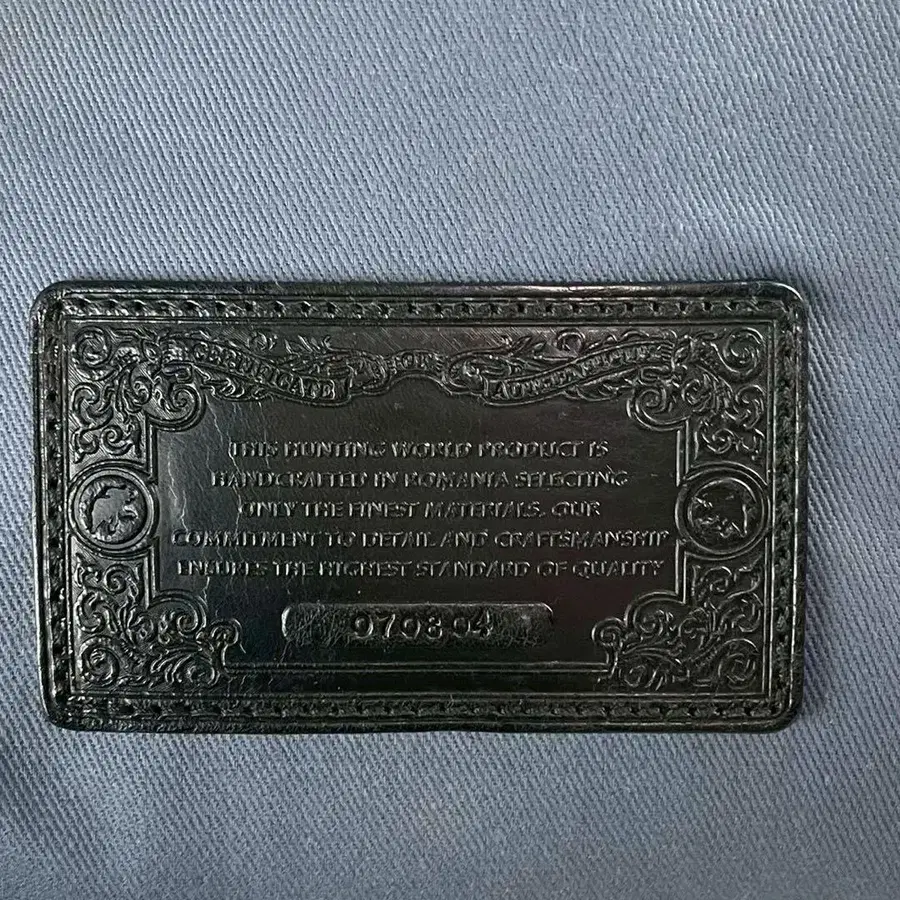 CERTIFICATE OF AUTHENTICITY
THIS HUNTING WORLD PRODUCT IS
HANDCRAFTED IN ROMANIA SELECTING
ONLY THE FINEST MATERIALS. OUR
COMMITMENT TO DETAIL AND CRAFTSMANSHIP
ENSURES THE HIGHEST STANDARD OF QUALITY
070804